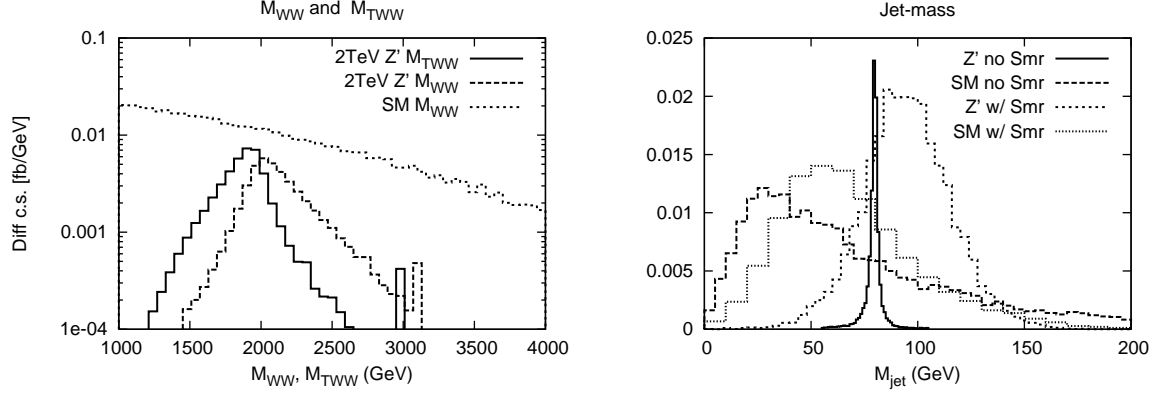 M_WW and M_TWW
0.1
0.01
0.001
1e-04
Diff c.s. [fb/GeV]
2TeV Z' M_TWW
2TeV Z' M_WW
SM M_WW
1000 1500 2000 2500 3000 3500 4000
M_WW, M_TWW (GeV)
Jet-mass
0.025
0.02
0.015
0.01
0.005
0
Z' no Smr
SM no Smr
Z' w/ Smr
SM w/ Smr
0 50 100 150 200
M_jet (GeV)